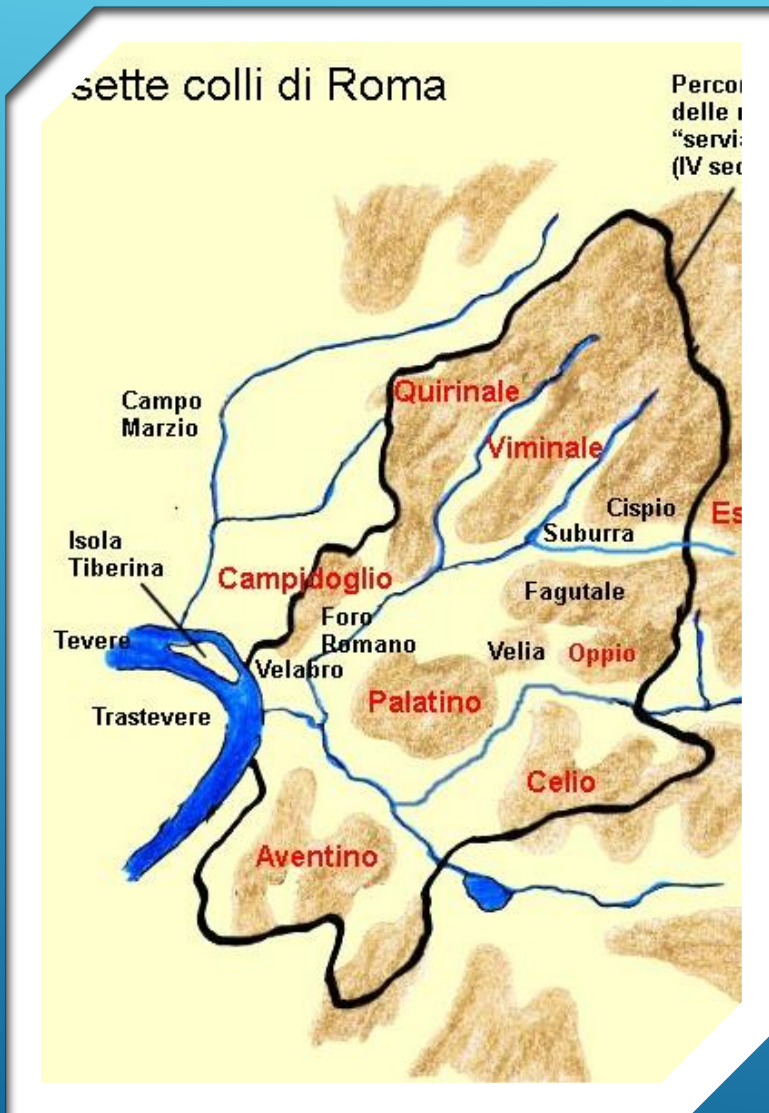 sette colli di Roma
Campo
Marzio
Quirinale
Viminale
Cispio
Suburra
Isola
Tiberina
Campidoglio
Fagutale
Foro
Romano
Tevere
Velabro
Velia
Oppio
Trastevere
Palatino
Celio
Aventino
delle